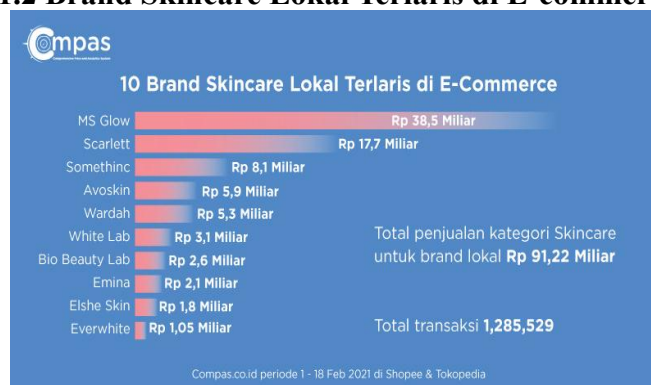 1.2 Brand Skincare Lokal Terlaris di E-commer
Compas
10 Brand Skincare Lokal Terlaris di E-Commerce
MS Glow Rp 38,5 Miliar
Scarlett Rp 17,7 Miliar
Somethinc Rp 8,1 Miliar
Avoskin Rp 5,9 Miliar
Wardah Rp 5,3 Miliar
White Lab Rp 3,1 Miliar
Bio Beauty Lab Rp 2,6 Miliar
Emina Rp 2,1 Miliar
Elshe Skin Rp 1,8 Miliar
Everwhite Rp 1,05 Miliar
Total penjualan kategori Skincare
untuk brand lokal Rp 91,22 Miliar
Total transaksi 1,285,529
Compas.co.id periode 1 - 18 Feb 2021 di Shopee & Tokopedia